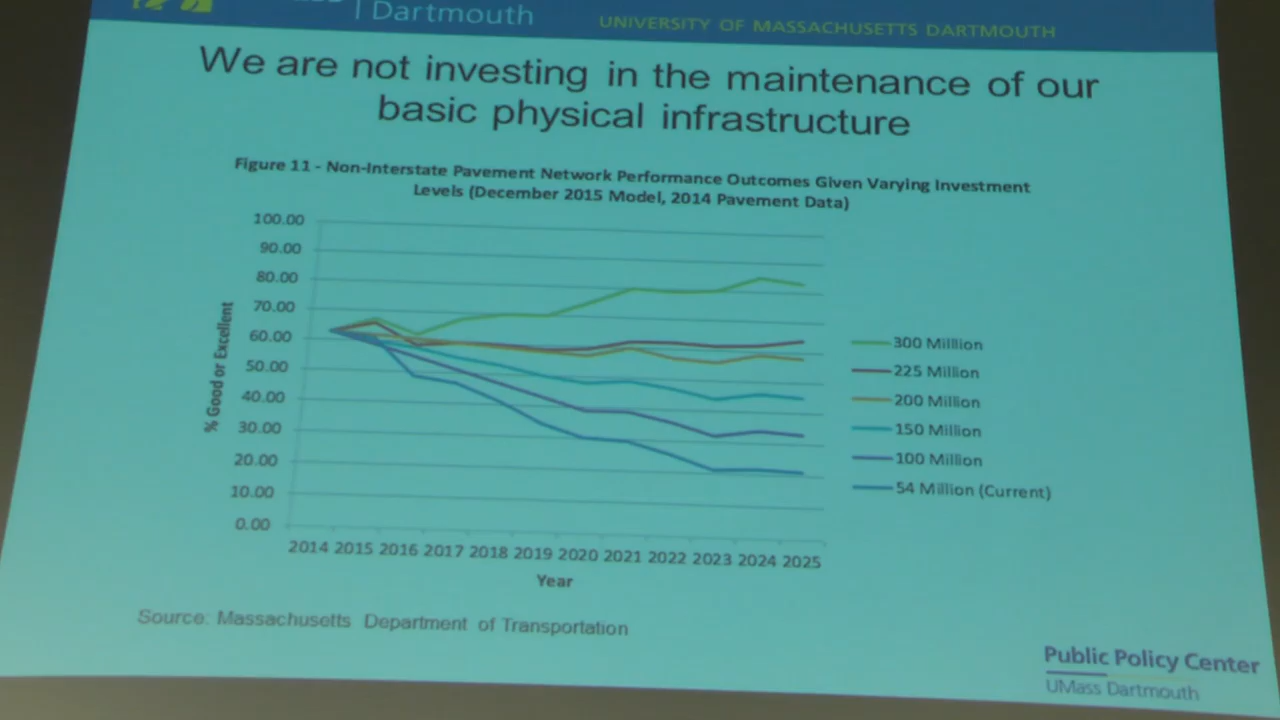 Dartmouth
UNIVERSITY OF MASSACHUSETTS DARTMOUTH
We are not investing in the maintenance of our
basic physical infrastructure
Figure 11 - Non-Interstate Pavement Network Performance Outcomes Given Varying Investment
Levels (December 2015 Model, 2014 Pavement Data)
100.00
90.00
80.00
70.00
60.00
50.00
40.00
30.00
20.00
10.00
0.00
% Good or Excellent
2014 2015 2016 2017 2018 2019 2020 2021 2022 2023 2024 2025
Year
300 Milllion
225 Million
200 Million
150 Million
100 Million
54 Million (Current)
Source: Massachusetts Department of Transportation
Public Policy Center
UMass Dartmouth